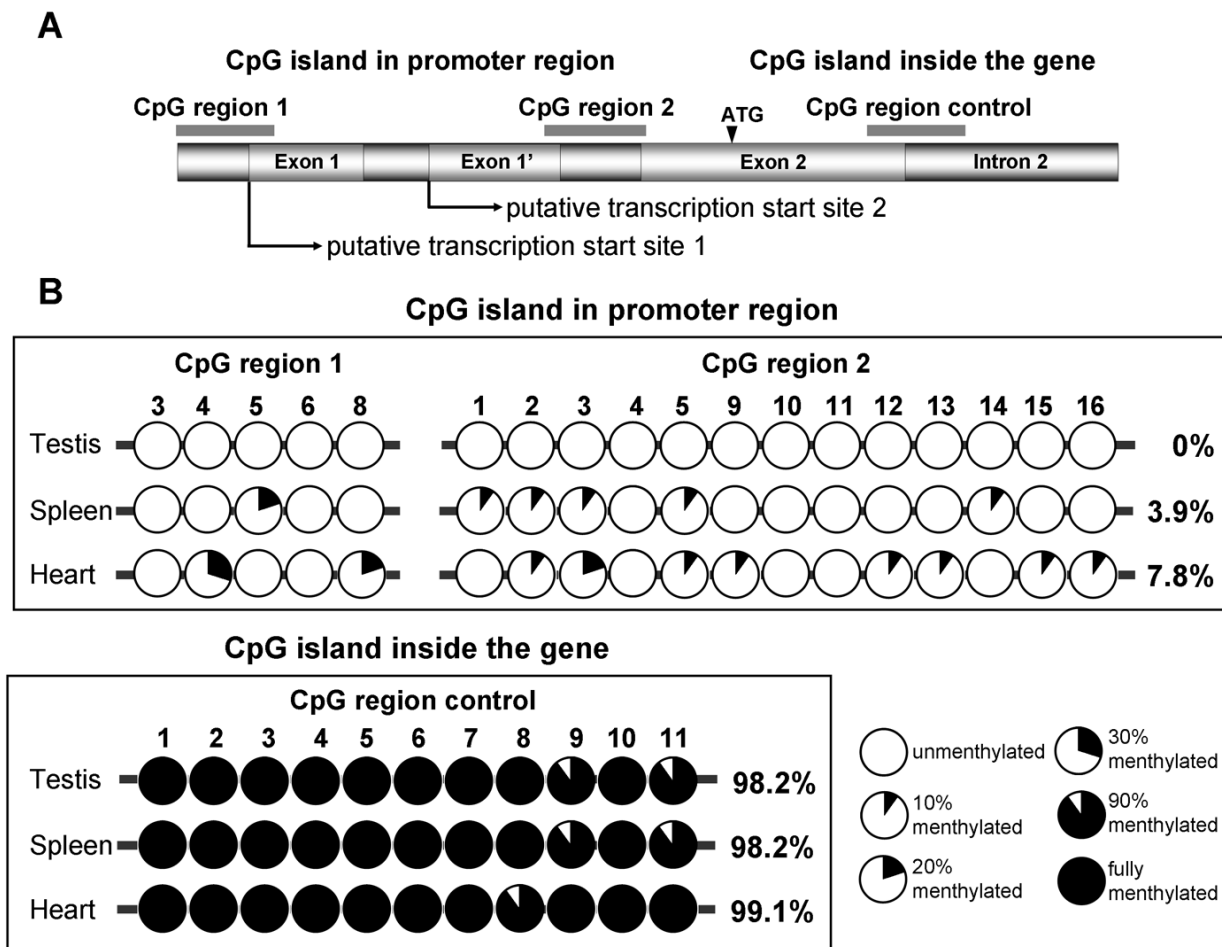 A
CpG island in promoter region
CpG island inside the gene
CpG region 1
CpG region 2
ATG
CpG region control
Exon 1
Exon 1’
Exon 2
Intron 2
putative transcription start site 2
putative transcription start site 1
B
CpG island in promoter region
CpG region 1
CpG region 2
3 4 5 6 8
1 2 3 4 5 9 10 11 12 13 14 15 16
Testis 0%
Spleen 3.9%
Heart 7.8%
CpG island inside the gene
CpG region control
1 2 3 4 5 6 7 8 9 10 11
Testis 98.2%
Spleen 98.2%
Heart 99.1%
unmenthylated
10%
menthylated
20%
menthylated
30%
menthylated
90%
menthylated
fully
menthylated